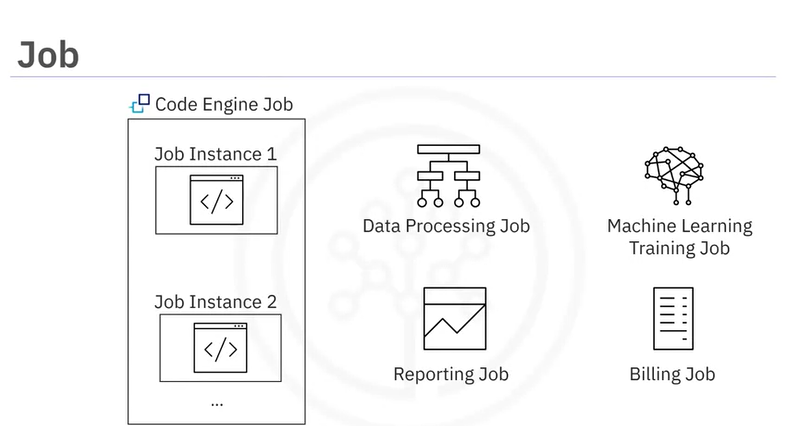 Job
Code Engine Job
Job Instance 1
</>
Job Instance 2
</>
...
Data Processing Job
Machine Learning
Training Job
Reporting Job
Billing Job